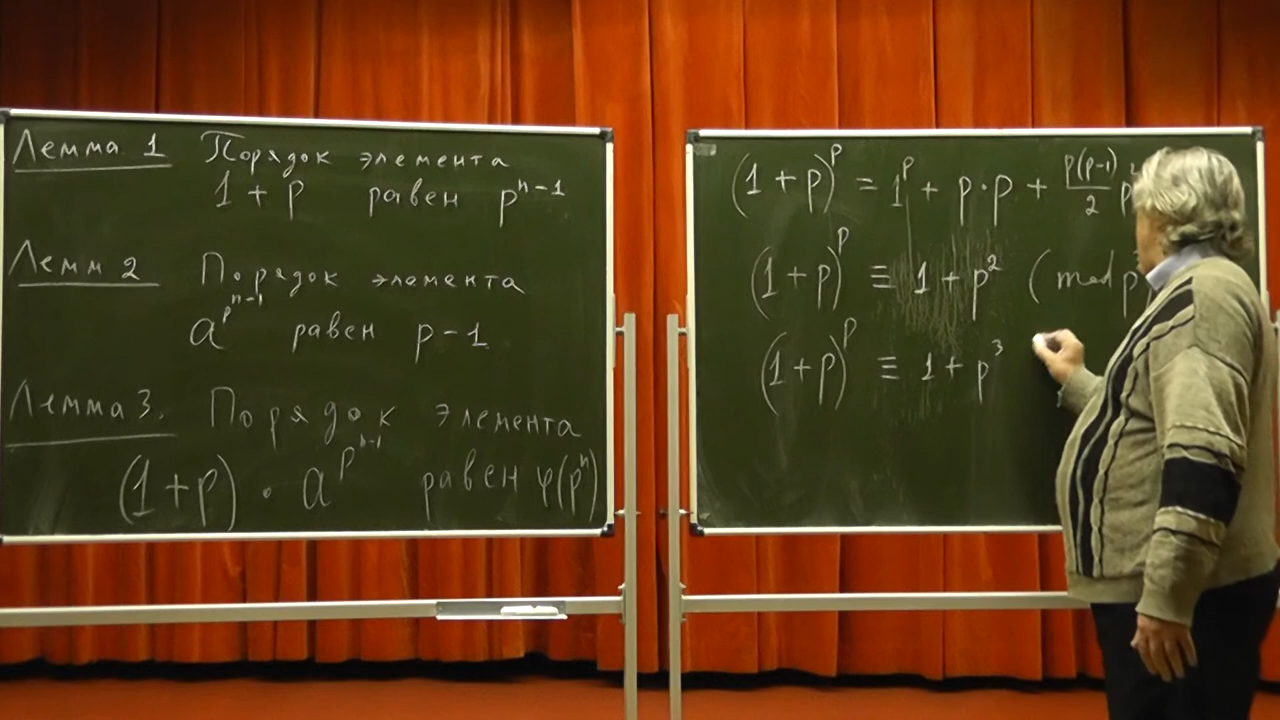 Лемма 1 Порядок элемента
1 + p равен p^{n-1}
Лемм 2 Порядок элемента
a^{p^{n-1}} равен p-1
Лемма 3. Порядок элемента
(1+p) · a^{p^{n-1}} равен φ(p^n)
(1+p)^p = 1^p + p·p + \frac{p(p-1)}{2} p
(1+p)^p ≡ 1 + p^2 (mod p
(1+p)^p ≡ 1 + p^3